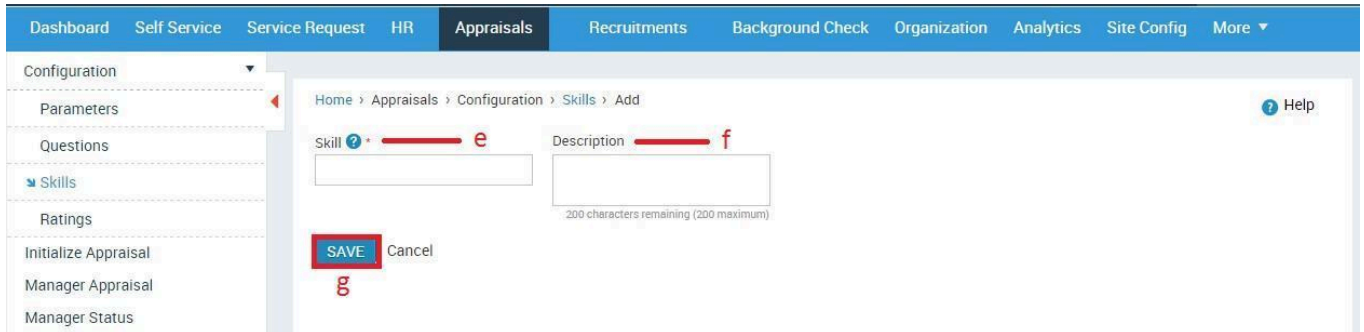 Dashboard Self Service Service Request HR Appraisals Recruitments Background Check Organization Analytics Site Config More ▼
Configuration ▼
Parameters
Questions
Skills
Ratings
Initialize Appraisal
Manager Appraisal
Manager Status
Home › Appraisals › Configuration › Skills › Add
? Help
Skill ? * e
Description f
200 characters remaining (200 maximum)
SAVE Cancel
g